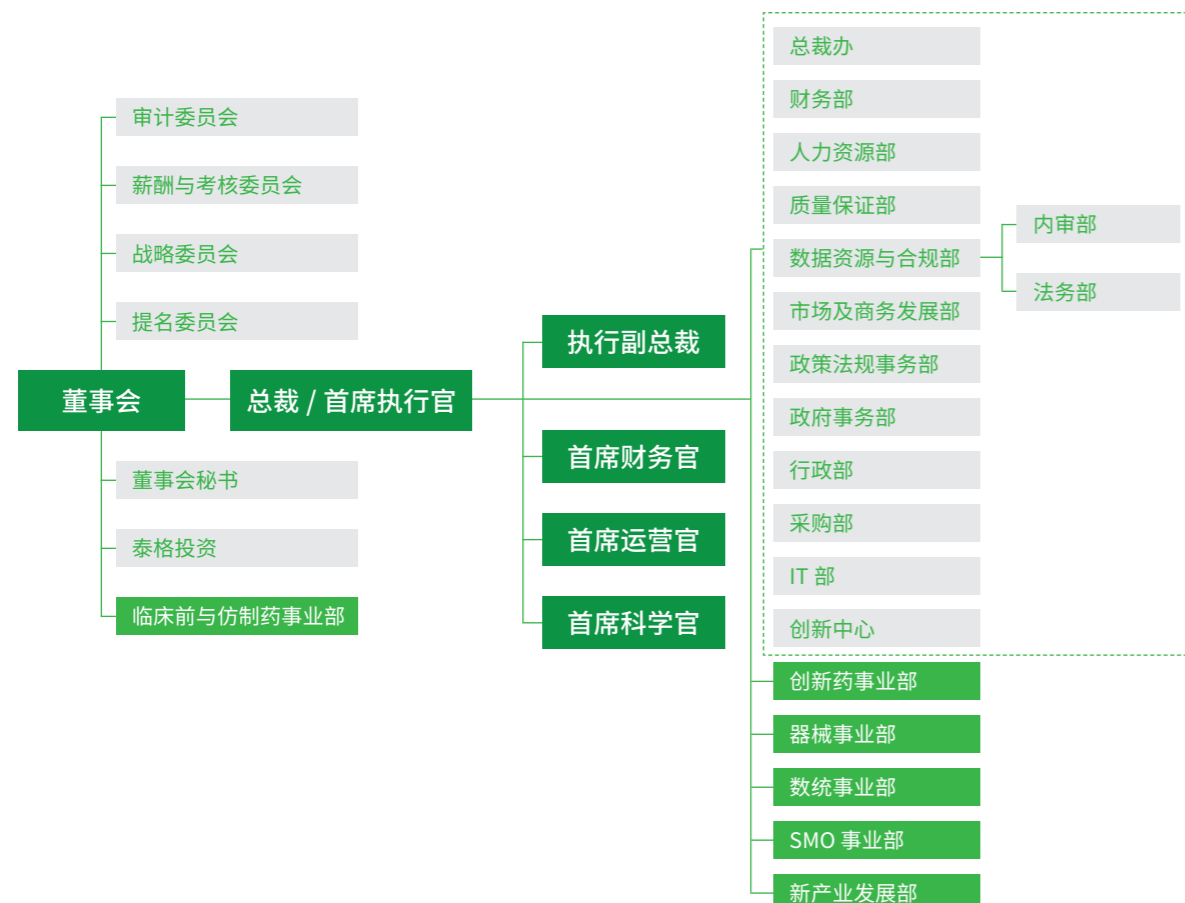 审计委员会
薪酬与考核委员会
战略委员会
提名委员会
董事会
总裁 / 首席执行官
董事会秘书
泰格投资
临床前与仿制药事业部
执行副总裁
首席财务官
首席运营官
首席科学官
总裁办
财务部
人力资源部
质量保证部
数据资源与合规部
市场及商务发展部
政策法规事务部
政府事务部
行政部
采购部
IT 部
创新中心
内审部
法务部
创新药事业部
器械事业部
数统事业部
SMO 事业部
新产业发展部